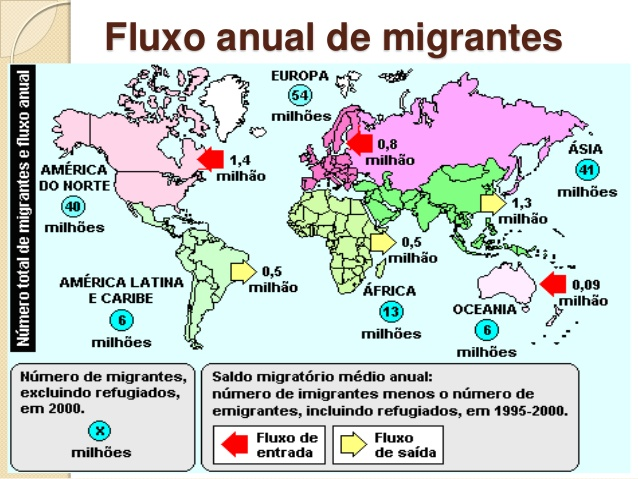 Fluxo anual de migrantes
Número total de migrantes e fluxo anual
EUROPA
54
milhões
AMÉRICA
DO NORTE
40
milhões
1,4
milhão
0,8
milhão
ÁSIA
41
milhões
1,3
milhão
0,5
milhão
0,5
milhão
AMÉRICA LATINA
E CARIBE
6
milhões
ÁFRICA
13
milhões
OCEANIA
6
milhões
0,09
milhão
Número de migrantes,
excluindo refugiados,
em 2000.
X
milhões
Saldo migratório médio anual:
número de imigrantes menos o número de
emigrantes, incluindo refugiados, em 1995-2000.
Fluxo de
entrada
Fluxo
de saída